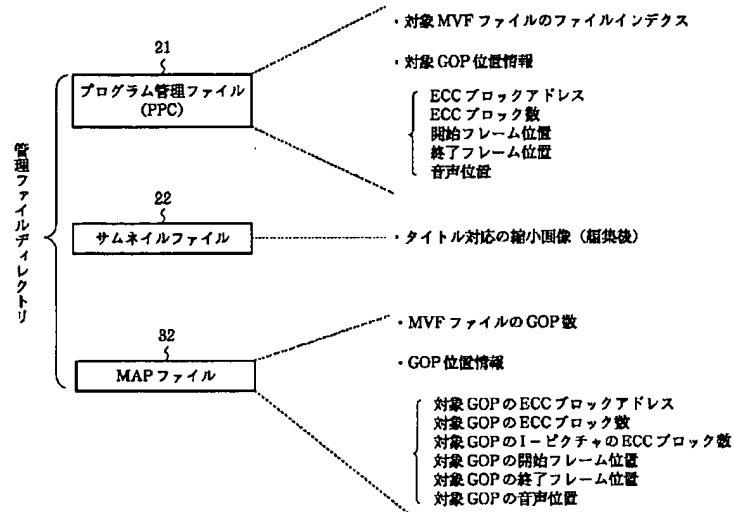 管理ファイルディレクトリ
21
プログラム管理ファイル
(PPC)
・対象MVFファイルのファイルインデクス
・対象GOP位置情報
ECCブロックアドレス
ECCブロック数
開始フレーム位置
終了フレーム位置
音声位置
22
サムネイルファイル
・タイトル対応の縮小画像（編集後）
32
MAPファイル
・MVFファイルのGOP数
・GOP位置情報
対象GOPのECCブロックアドレス
対象GOPのECCブロック数
対象GOPのI－ピクチャのECCブロック数
対象GOPの開始フレーム位置
対象GOPの終了フレーム位置
対象GOPの音声位置